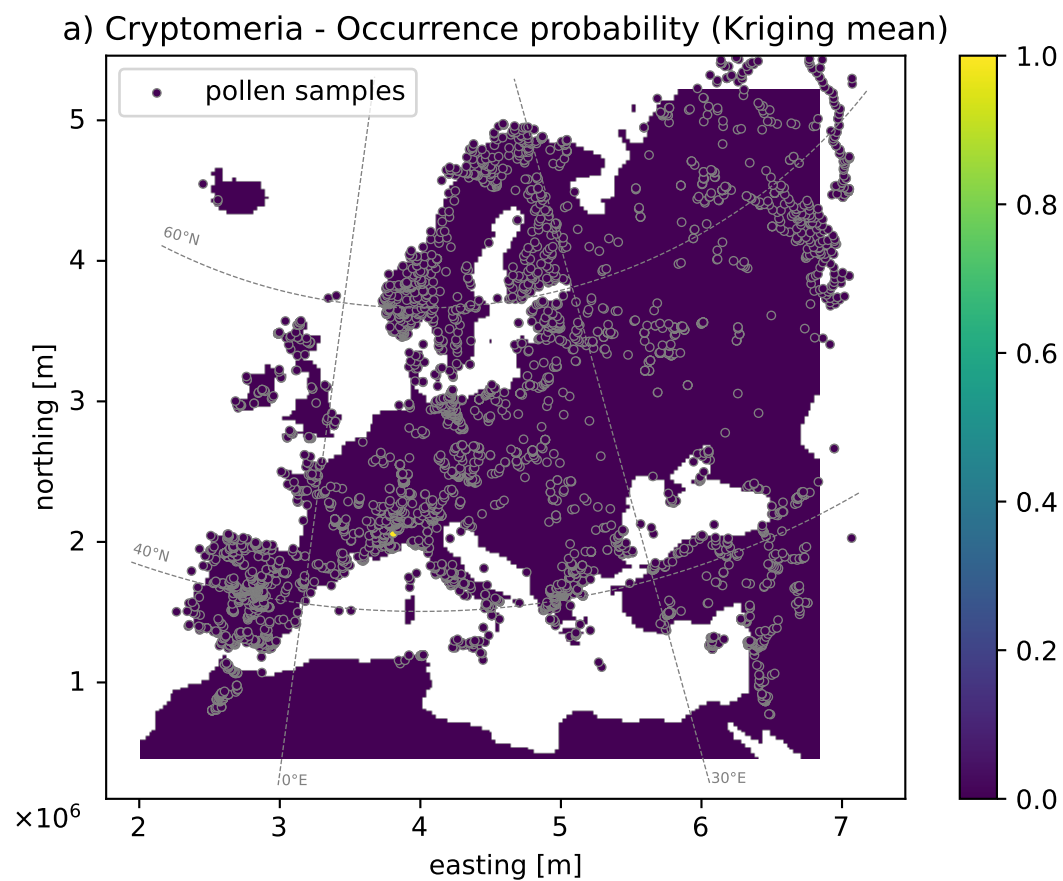 a) Cryptomeria - Occurrence probability (Kriging mean)
pollen samples
1.0
0.8
0.6
0.4
0.2
0.0
5
4
3
2
1
northing [m]
60°N
40°N
0°E
30°E
×10⁶
2 3 4 5 6 7
easting [m]